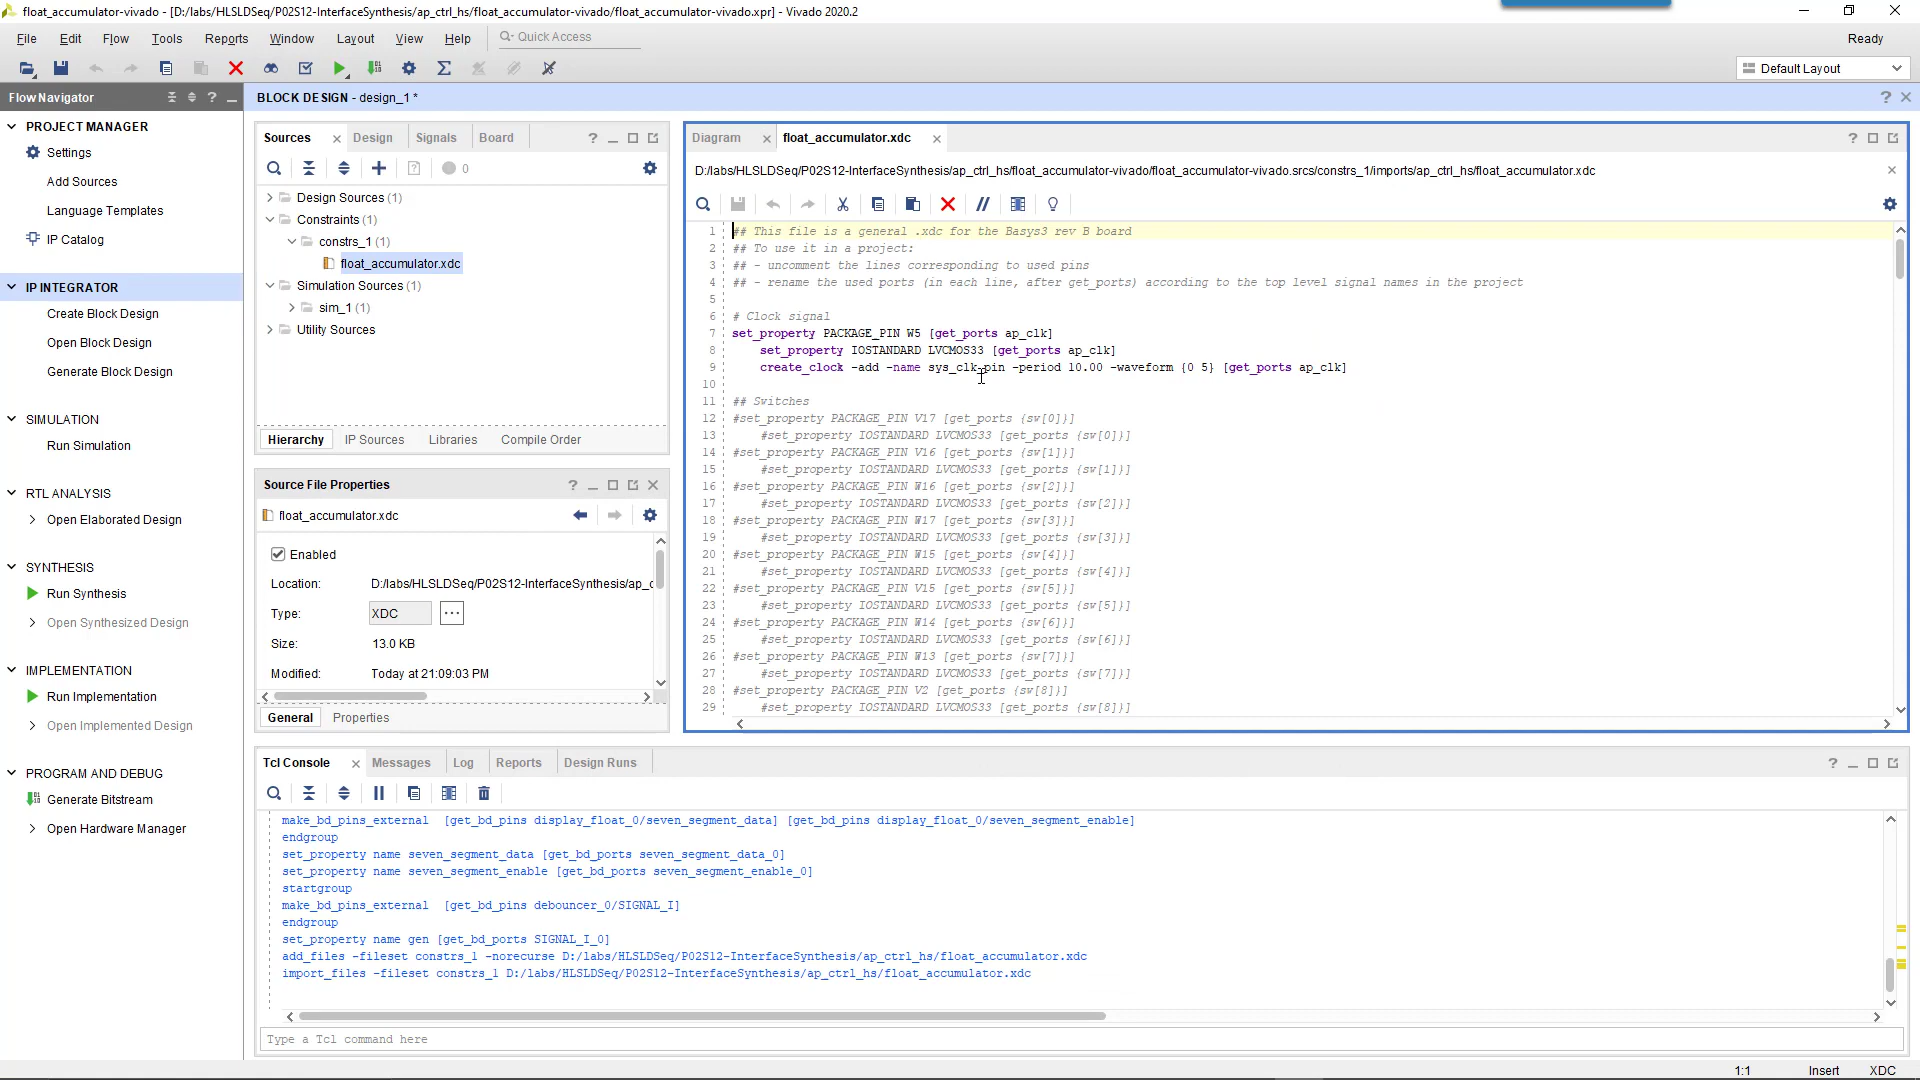 float_accumulator-vivado - [D:/labs/HLSLDSeq/P02S12-InterfaceSynthesis/ap_ctrl_hs/float_accumulator-vivado/float_accumulator-vivado.xpr] - Vivado 2020.2
File Edit Flow Tools Reports Window Layout View Help Quick Access
Ready
Default Layout
Flow Navigator
PROJECT MANAGER
Settings
Add Sources
Language Templates
IP Catalog
IP INTEGRATOR
Create Block Design
Open Block Design
Generate Block Design
SIMULATION
Run Simulation
RTL ANALYSIS
Open Elaborated Design
SYNTHESIS
Run Synthesis
Open Synthesized Design
IMPLEMENTATION
Run Implementation
Open Implemented Design
PROGRAM AND DEBUG
Generate Bitstream
Open Hardware Manager
BLOCK DESIGN - design_1 *
Sources Design Signals Board
0
Design Sources (1)
Constraints (1)
constrs_1 (1)
float_accumulator.xdc
Simulation Sources (1)
sim_1 (1)
Utility Sources
Hierarchy IP Sources Libraries Compile Order
Source File Properties
float_accumulator.xdc
Enabled
Location: D:/labs/HLSLDSeq/P02S12-InterfaceSynthesis/ap_c
Type: XDC
Size: 13.0 KB
Modified: Today at 21:09:03 PM
General Properties
Diagram float_accumulator.xdc
D:/labs/HLSLDSeq/P02S12-InterfaceSynthesis/ap_ctrl_hs/float_accumulator-vivado/float_accumulator-vivado.srcs/constrs_1/imports/ap_ctrl_hs/float_accumulator.xdc
1 ## This file is a general .xdc for the Basys3 rev B board
2 ## To use it in a project:
3 ## - uncomment the lines corresponding to used pins
4 ## - rename the used ports (in each line, after get_ports) according to the top level signal names in the project
5
6 # Clock signal
7 set_property PACKAGE_PIN W5 [get_ports ap_clk]
8 set_property IOSTANDARD LVCMOS33 [get_ports ap_clk]
9 create_clock -add -name sys_clk_pin -period 10.00 -waveform {0 5} [get_ports ap_clk]
10
11 ## Switches
12 #set_property PACKAGE_PIN V17 [get_ports {sw[0]}]
13 #set_property IOSTANDARD LVCMOS33 [get_ports {sw[0]}]
14 #set_property PACKAGE_PIN V16 [get_ports {sw[1]}]
15 #set_property IOSTANDARD LVCMOS33 [get_ports {sw[1]}]
16 #set_property PACKAGE_PIN W16 [get_ports {sw[2]}]
17 #set_property IOSTANDARD LVCMOS33 [get_ports {sw[2]}]
18 #set_property PACKAGE_PIN W17 [get_ports {sw[3]}]
19 #set_property IOSTANDARD LVCMOS33 [get_ports {sw[3]}]
20 #set_property PACKAGE_PIN W15 [get_ports {sw[4]}]
21 #set_property IOSTANDARD LVCMOS33 [get_ports {sw[4]}]
22 #set_property PACKAGE_PIN V15 [get_ports {sw[5]}]
23 #set_property IOSTANDARD LVCMOS33 [get_ports {sw[5]}]
24 #set_property PACKAGE_PIN W14 [get_ports {sw[6]}]
25 #set_property IOSTANDARD LVCMOS33 [get_ports {sw[6]}]
26 #set_property PACKAGE_PIN W13 [get_ports {sw[7]}]
27 #set_property IOSTANDARD LVCMOS33 [get_ports {sw[7]}]
28 #set_property PACKAGE_PIN V2 [get_ports {sw[8]}]
29 #set_property IOSTANDARD LVCMOS33 [get_ports {sw[8]}]
Tcl Console Messages Log Reports Design Runs
make_bd_pins_external [get_bd_pins display_float_0/seven_segment_data] [get_bd_pins display_float_0/seven_segment_enable]
endgroup
set_property name seven_segment_data [get_bd_ports seven_segment_data_0]
set_property name seven_segment_enable [get_bd_ports seven_segment_enable_0]
startgroup
make_bd_pins_external [get_bd_pins debouncer_0/SIGNAL_I]
endgroup
set_property name gen [get_bd_ports SIGNAL_I_0]
add_files -fileset constrs_1 -norecurse D:/labs/HLSLDSeq/P02S12-InterfaceSynthesis/ap_ctrl_hs/float_accumulator.xdc
import_files -fileset constrs_1 D:/labs/HLSLDSeq/P02S12-InterfaceSynthesis/ap_ctrl_hs/float_accumulator.xdc
Type a Tcl command here
1:1 Insert XDC